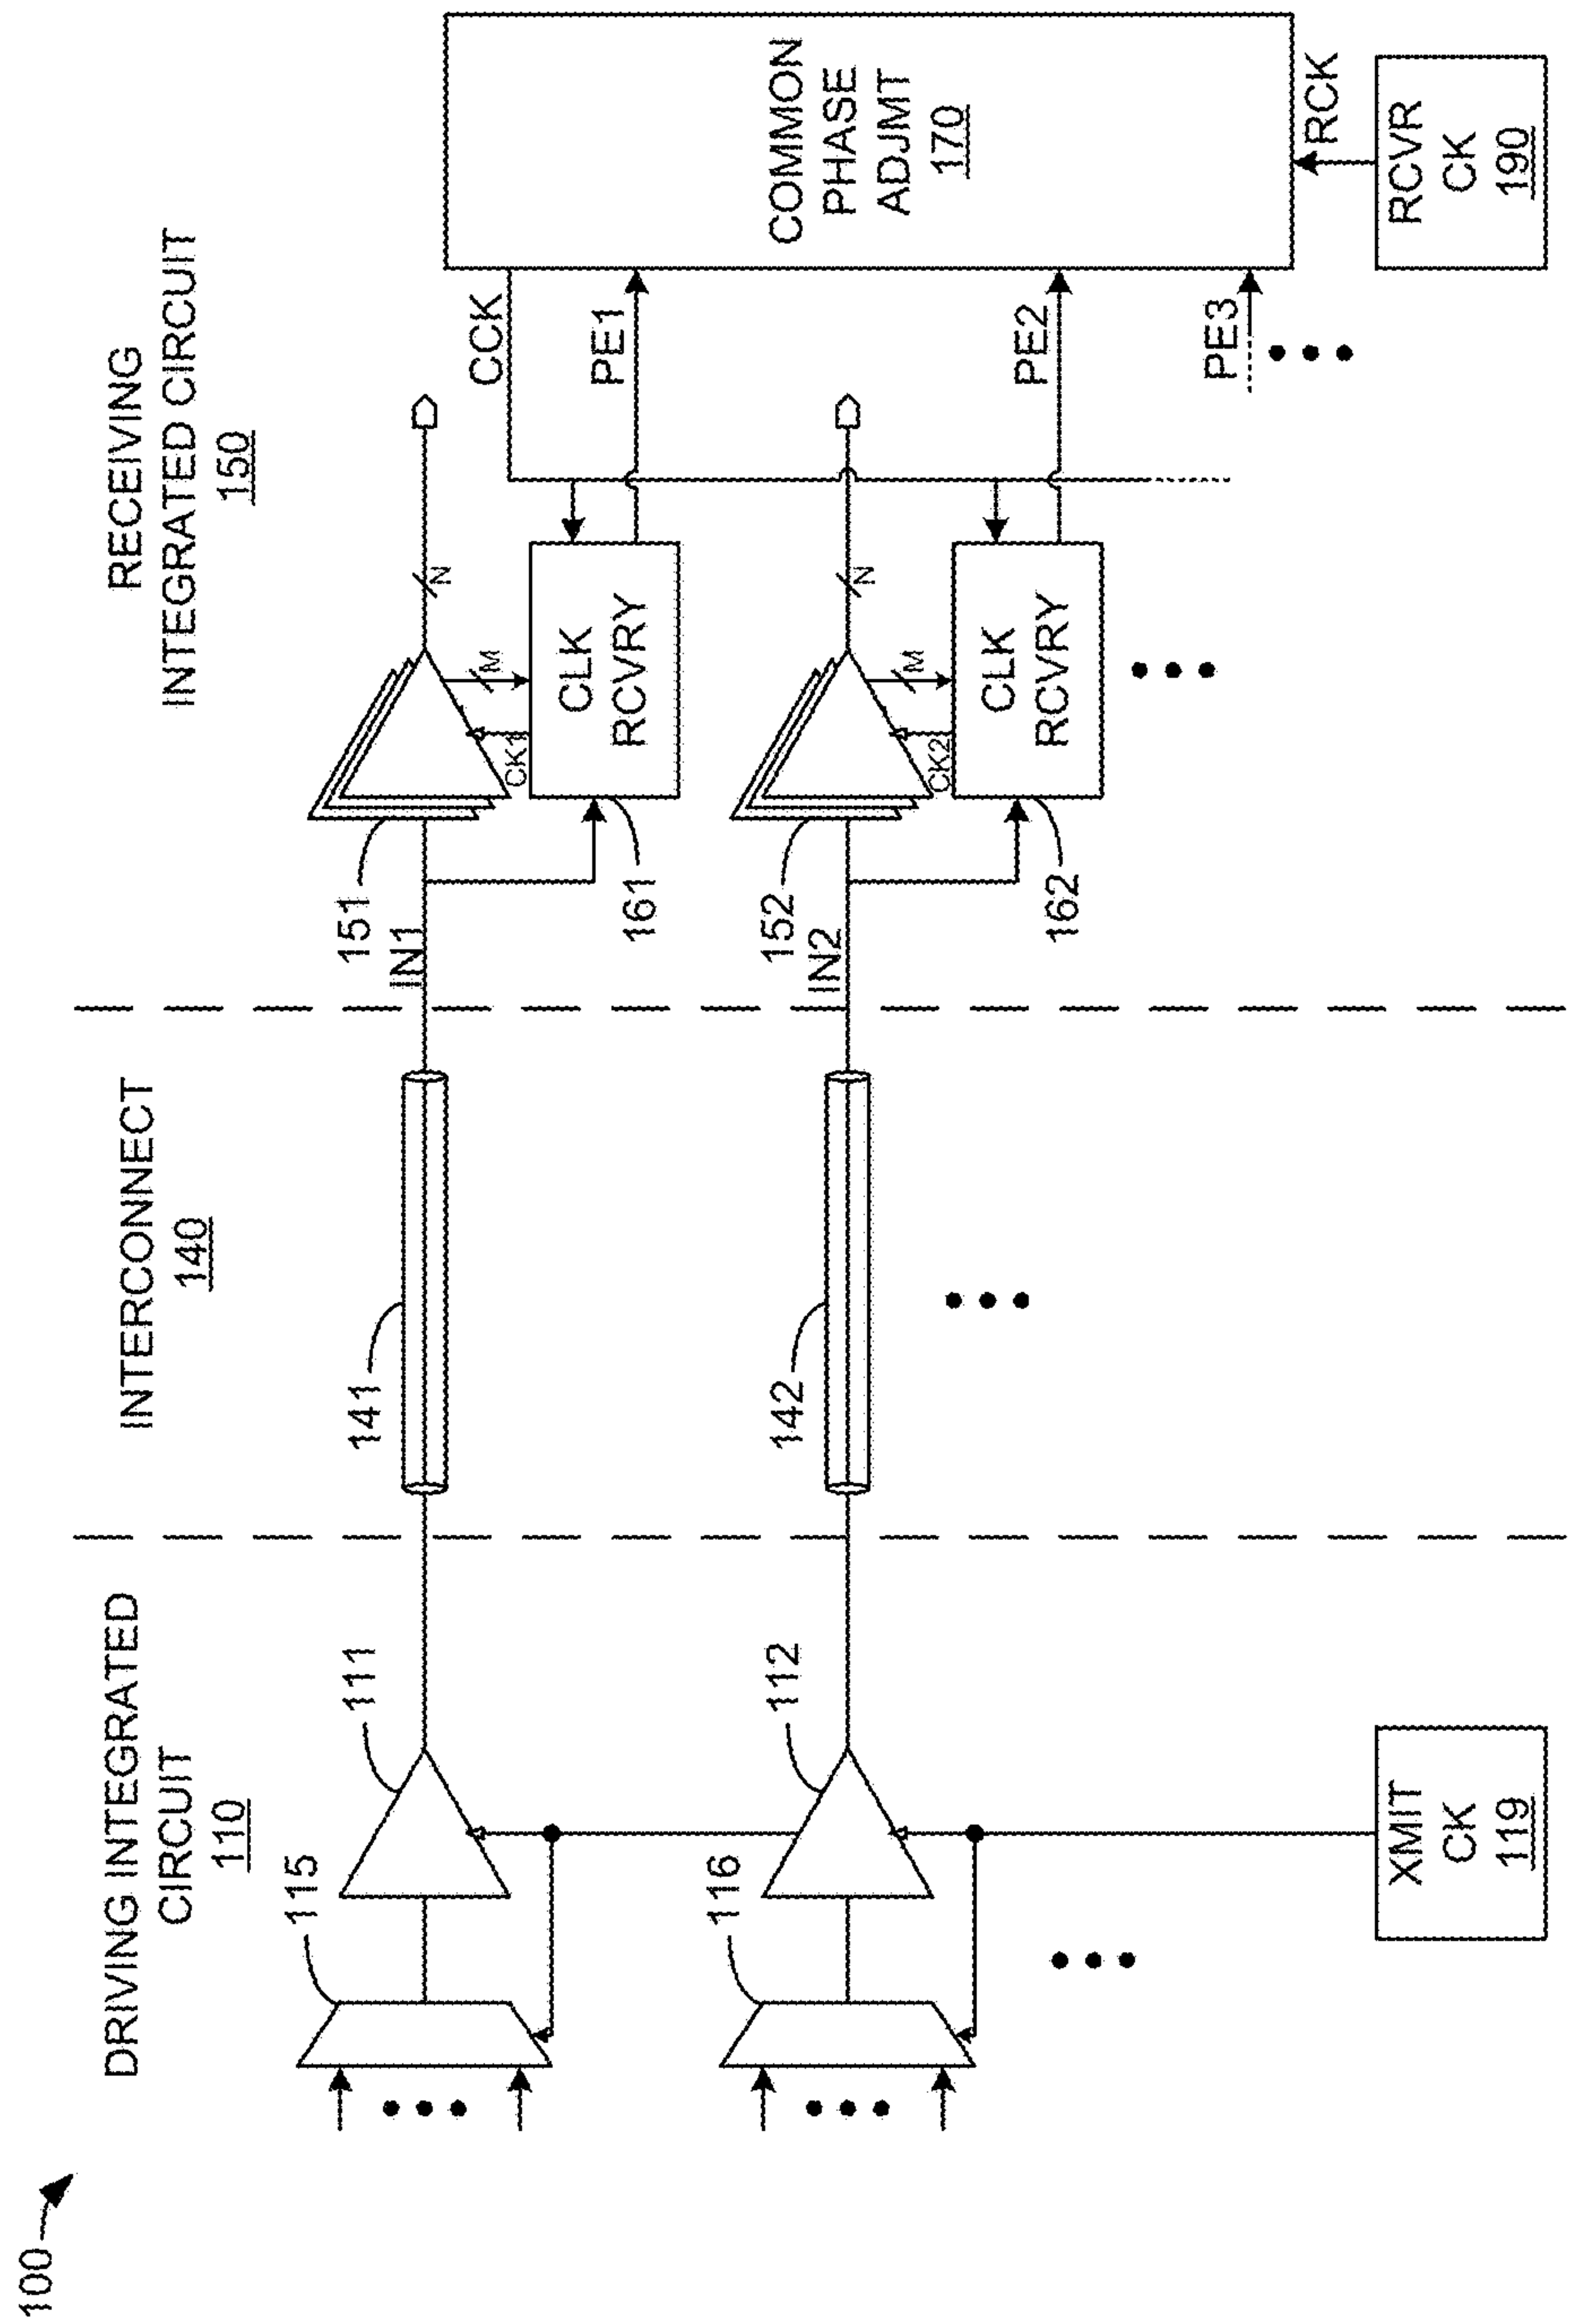 100
DRIVING INTEGRATED
CIRCUIT
110
INTERCONNECT
140
RECEIVING
INTEGRATED CIRCUIT
150
115
111
141
151
IN1
N
M
CK1
CLK
RCVRY
161
CCK
PE1
116
112
142
152
IN2
N
M
CK2
CLK
RCVRY
162
PE2
PE3
COMMON
PHASE
ADJMT
170
RCK
XMIT
CK
119
RCVR
CK
190